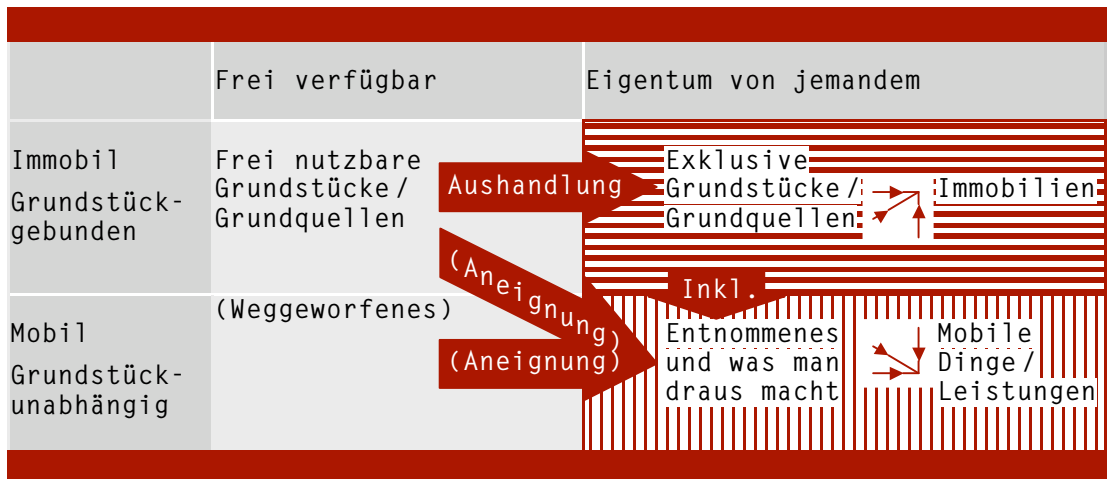 Frei verfügbar
Eigentum von jemandem
Immobil
Grundstück-
gebunden
Frei nutzbare
Grundstücke/
Grundquellen
Aushandlung
Exklusive
Grundstücke/
Grundquellen
Immobilien
(Aneignung)
Inkl.
Mobil
Grundstück-
unabhängig
(Weggeworfenes)
(Aneignung)
Entnommenes
und was man
draus macht
Mobile
Dinge/
Leistungen